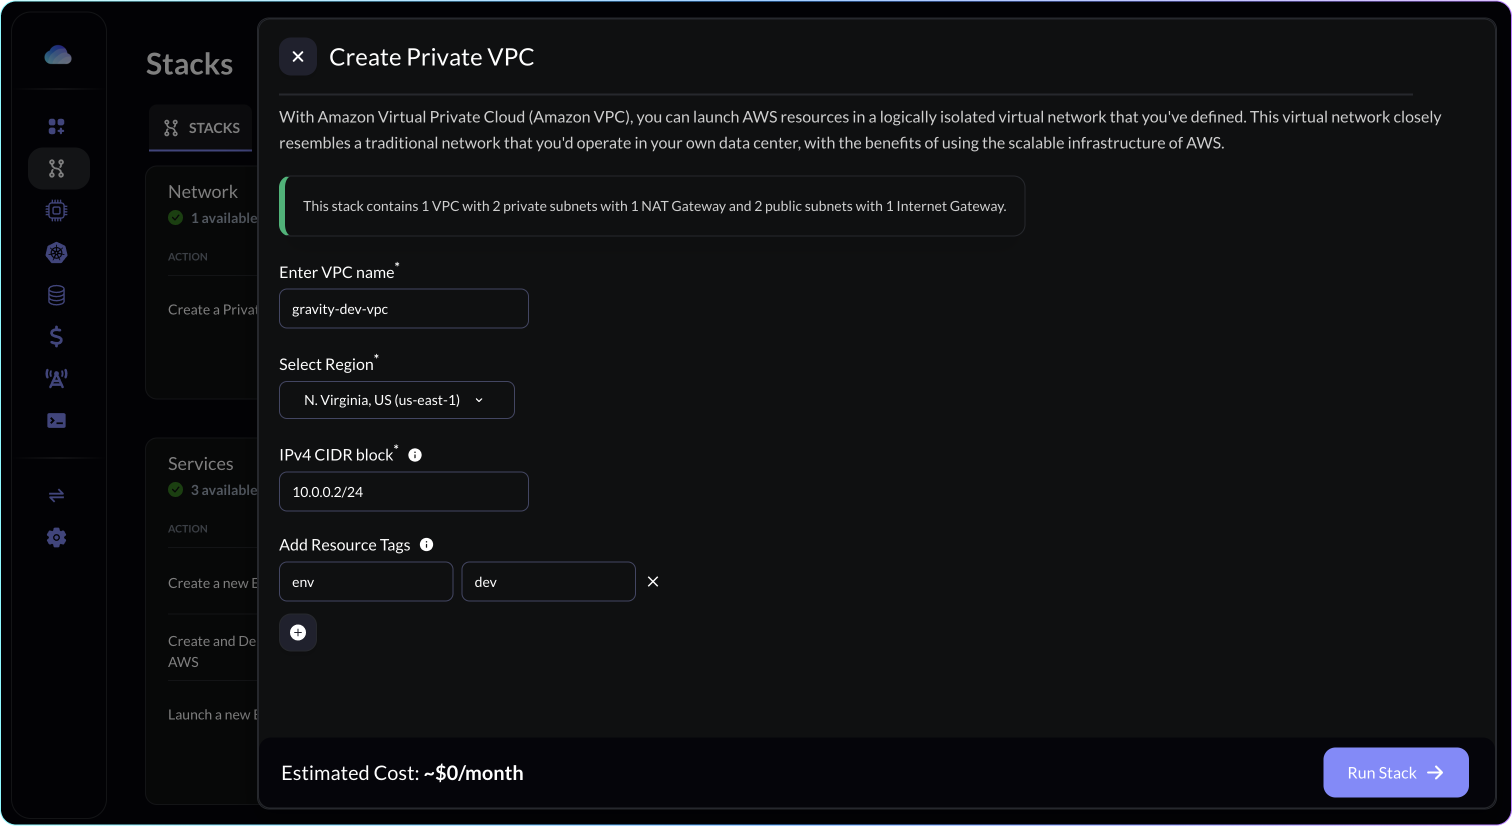 Stacks
STACKS
Network
1 available
ACTION
Create a Privat
Services
3 available
ACTION
Create a new
Create and De
AWS
Launch a new
Create Private VPC
With Amazon Virtual Private Cloud (Amazon VPC), you can launch AWS resources in a logically isolated virtual network that you've defined. This virtual network closely
resembles a traditional network that you'd operate in your own data center, with the benefits of using the scalable infrastructure of AWS.
This stack contains 1 VPC with 2 private subnets with 1 NAT Gateway and 2 public subnets with 1 Internet Gateway.
Enter VPC name*
gravity-dev-vpc
Select Region*
N. Virginia, US (us-east-1)
IPv4 CIDR block*
10.0.0.2/24
Add Resource Tags
env dev
Estimated Cost: ~$0/month
Run Stack